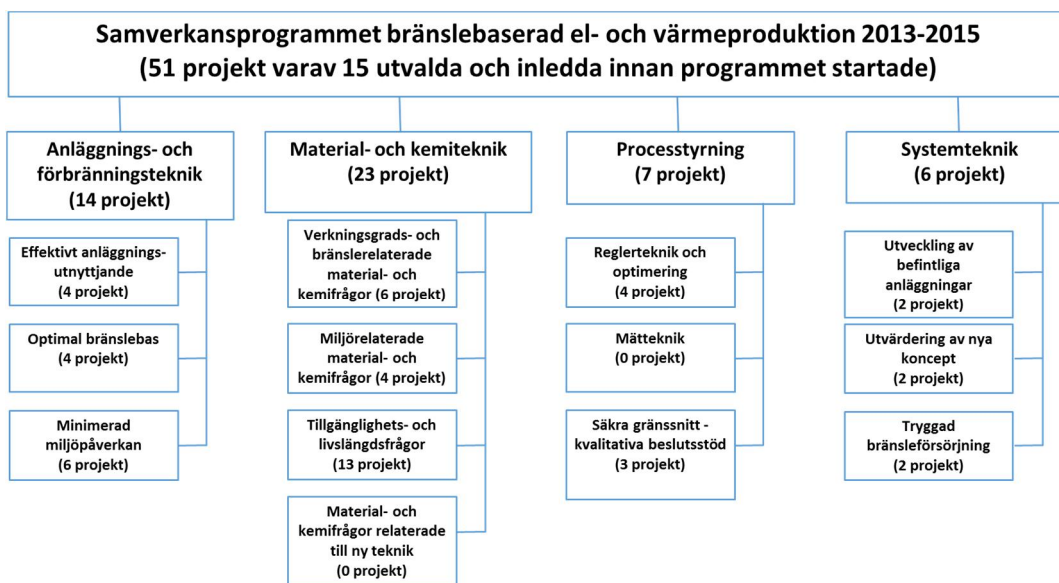 Samverkansprogrammet bränslebaserad el- och värmeproduktion 2013-2015
(51 projekt varav 15 utvalda och inledda innan programmet startade)
Anläggnings- och
förbränningsteknik
(14 projekt)
Effektivt anläggnings-
utnyttjande
(4 projekt)
Optimal bränslebas
(4 projekt)
Minimerad
miljöpåverkan
(6 projekt)
Material- och kemiteknik
(23 projekt)
Verkningsgrads- och
bränslerelaterade
material- och
kemifrågor (6 projekt)
Miljörelaterade
material- och
kemifrågor (4 projekt)
Tillgänglighets- och
livslängdsfrågor
(13 projekt)
Material- och
kemifrågor relaterade
till ny teknik
(0 projekt)
Processtyrning
(7 projekt)
Reglerteknik och
optimering
(4 projekt)
Mätteknik
(0 projekt)
Säkra gränssnitt -
kvalitativa beslutsstöd
(3 projekt)
Systemteknik
(6 projekt)
Utveckling av
befintliga
anläggningar
(2 projekt)
Utvärdering av nya
koncept
(2 projekt)
Tryggad
bränsleförsörjning
(2 projekt)